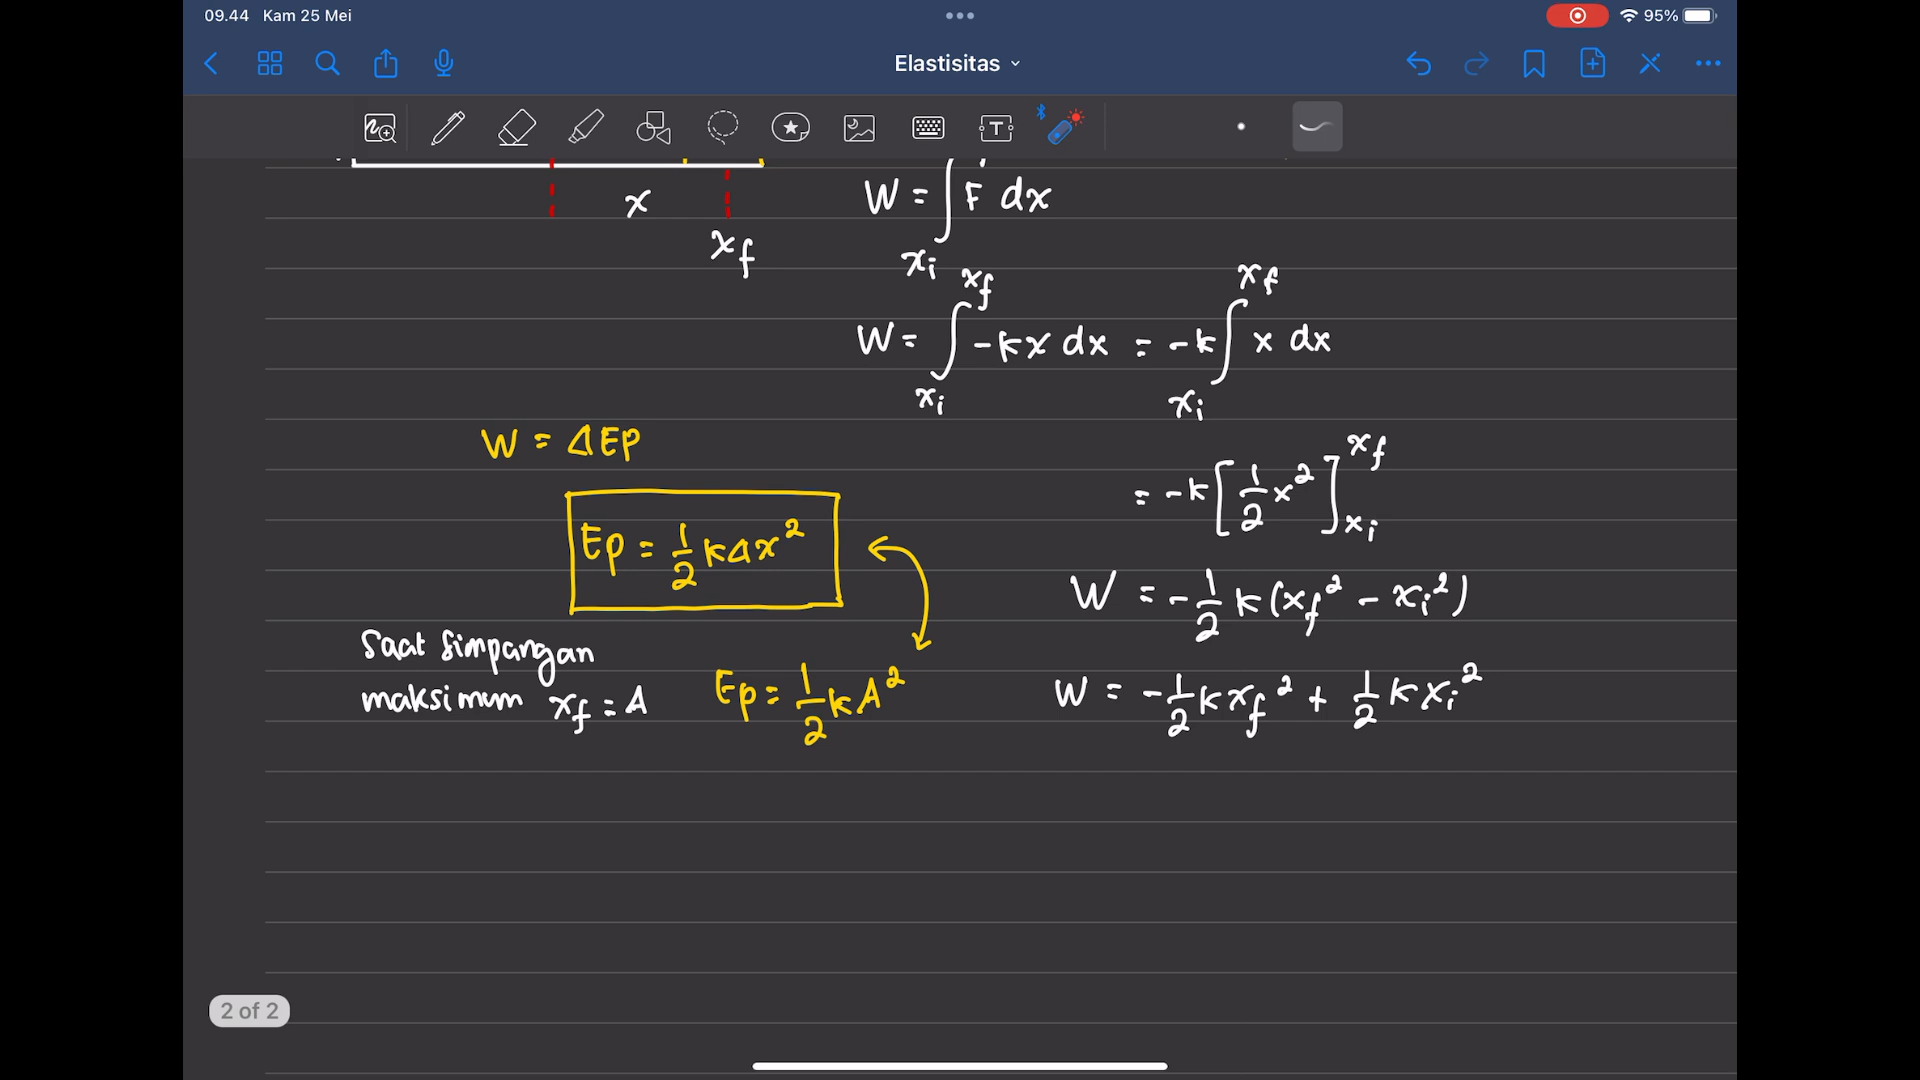 09.44 Kam 25 Mei
95%
Elastisitas
x
xf
W = ∫ F dx
xi
W = ∫ xi xf -kx dx = -k ∫ xi xf x dx
W = ΔEp
= -k [1/2 x²] xi xf
Ep = 1/2 kΔx²
W = -1/2 k (xf² - xi²)
Saat simpangan
maksimum xf = A
Ep = 1/2 kA²
W = -1/2 kxf² + 1/2 kxi²
2 of 2